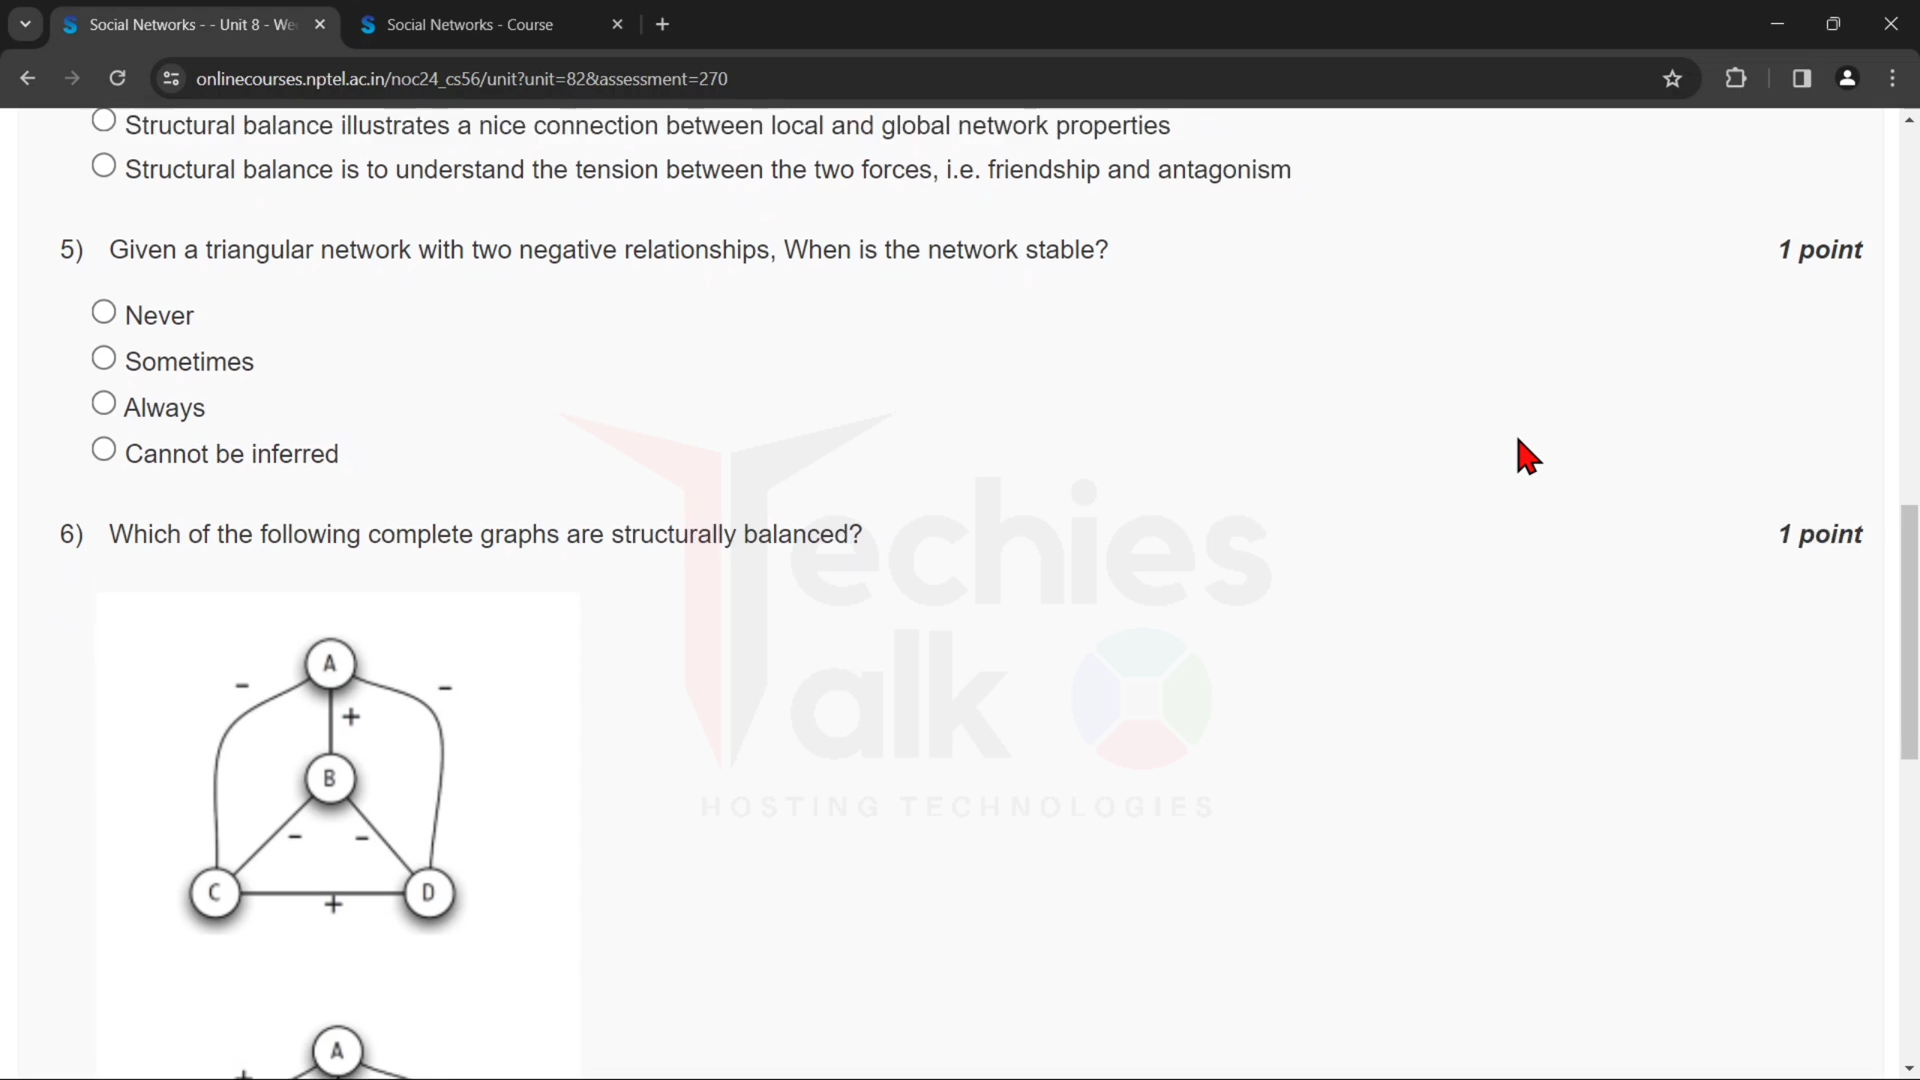 Social Networks - - Unit 8 - We
Social Networks - Course
onlinecourses.nptel.ac.in/noc24_cs56/unit?unit=82&assessment=270
Structural balance illustrates a nice connection between local and global network properties
Structural balance is to understand the tension between the two forces, i.e. friendship and antagonism
5) Given a triangular network with two negative relationships, When is the network stable? 1 point
Never
Sometimes
Always
Cannot be inferred
6) Which of the following complete graphs are structurally balanced? 1 point
Techies
Talk
HOSTING TECHNOLOGIES
A
- -
+
B
- -
C D
+
A
+